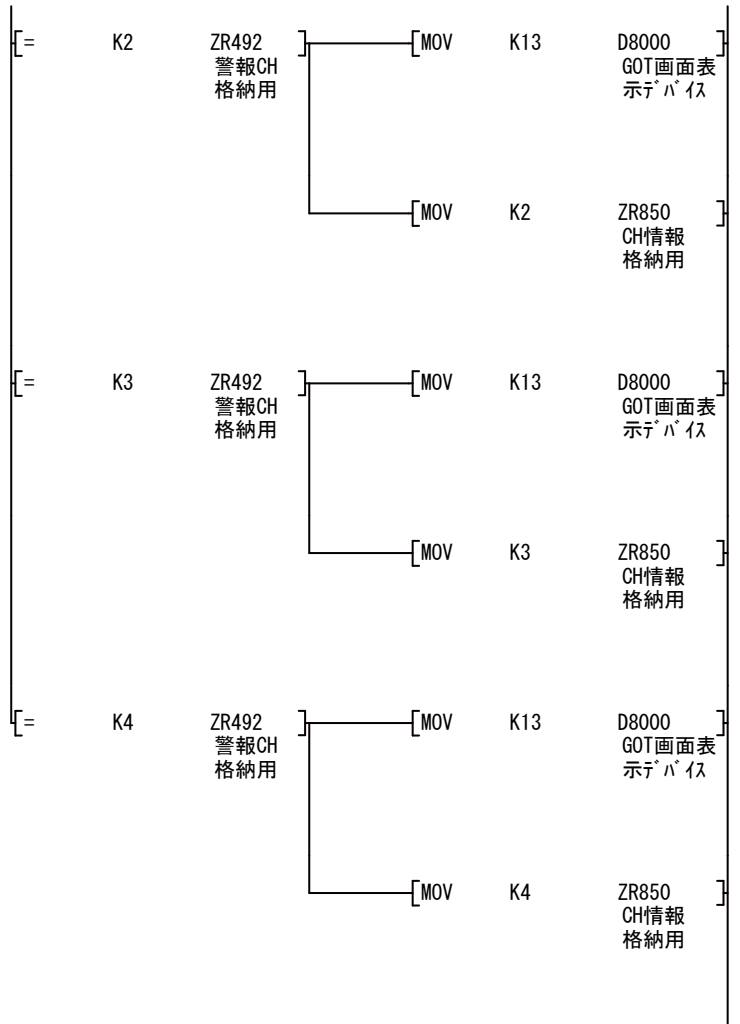 [= K2 ZR492 ] [MOV K13 D8000 ]
警報CH GOT画面表
格納用 示ﾃﾞﾊﾞｲｽ
[MOV K2 ZR850 ]
CH情報
格納用
[= K3 ZR492 ] [MOV K13 D8000 ]
警報CH GOT画面表
格納用 示ﾃﾞﾊﾞｲｽ
[MOV K3 ZR850 ]
CH情報
格納用
[= K4 ZR492 ] [MOV K13 D8000 ]
警報CH GOT画面表
格納用 示ﾃﾞﾊﾞｲｽ
[MOV K4 ZR850 ]
CH情報
格納用